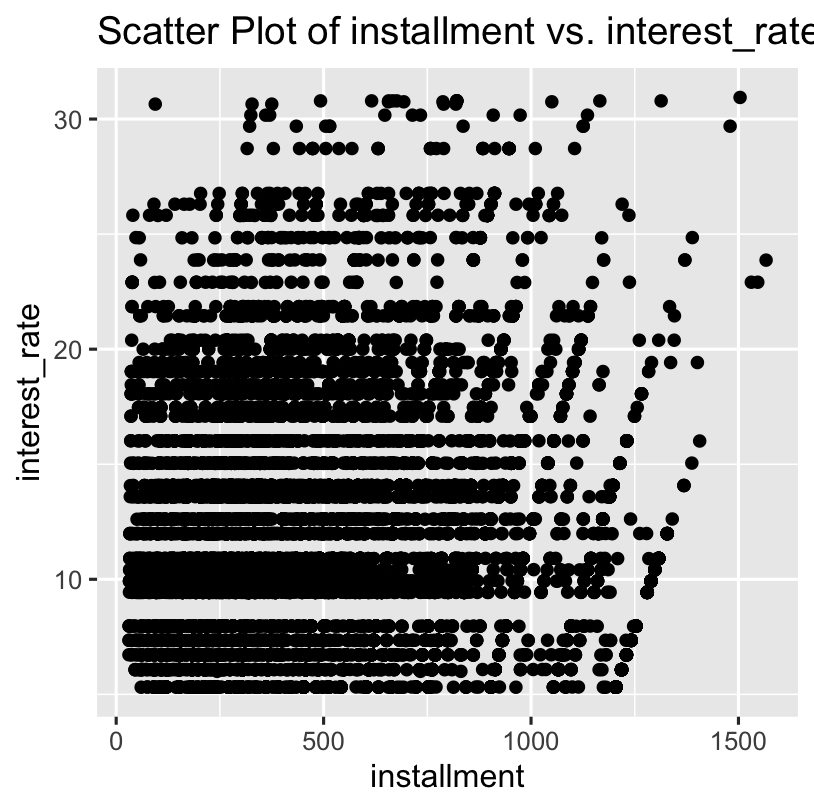 Scatter Plot of installment vs. interest_rate
30
20
10
interest_rate
0 500 1000 1500
installment